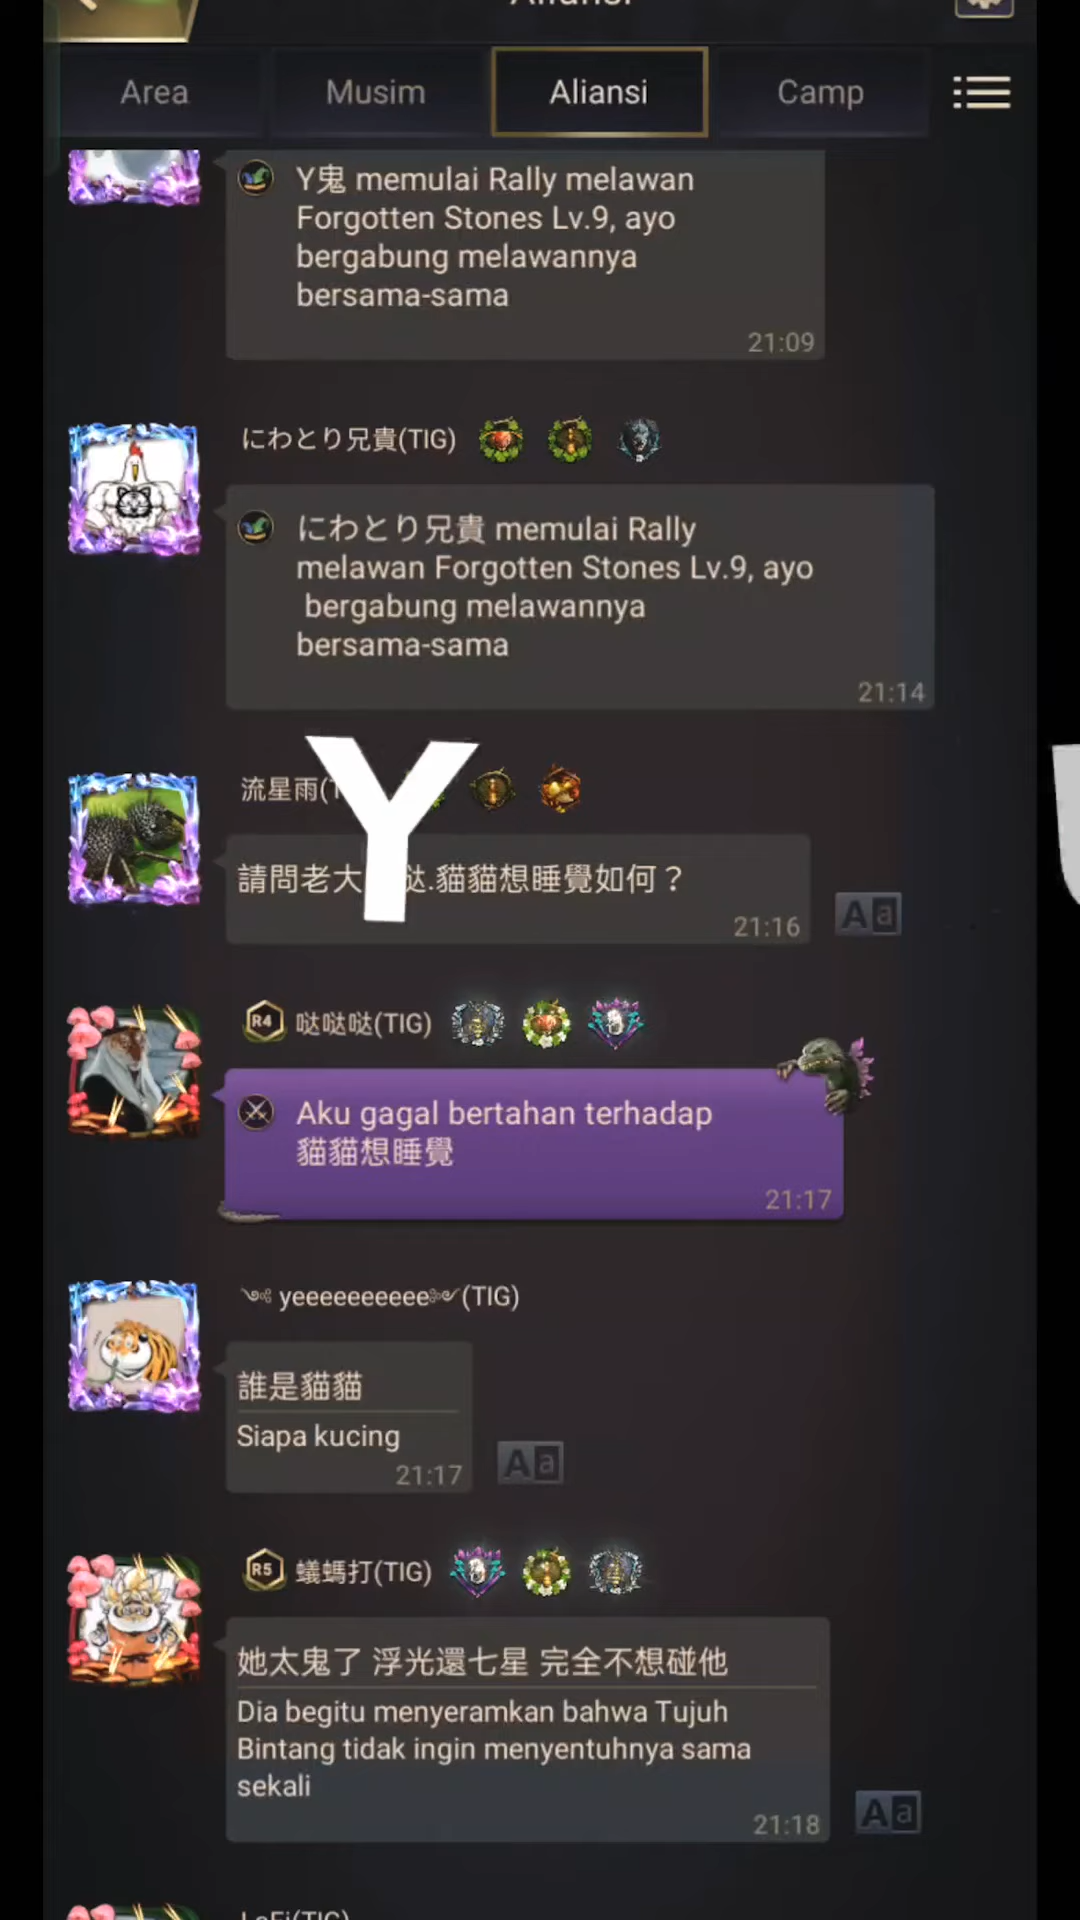 Area
Musim
Aliansi
Camp
Y鬼 memulai Rally melawan
Forgotten Stones Lv.9, ayo
bergabung melawannya
bersama-sama
21:09
にわとり兄貴(TIG)
にわとり兄貴 memulai Rally
melawan Forgotten Stones Lv.9, ayo
bergabung melawannya
bersama-sama
21:14
流星雨(
Y
請問老大
.貓貓想睡覺如何？
21:16
Aa
R4 哒哒哒(TIG)
Aku gagal bertahan terhadap
貓貓想睡覺
21:17
yeeeeeeeeee(TIG)
誰是貓貓
Siapa kucing
21:17
Aa
R5 蟻螞打(TIG)
她太鬼了 浮光還七星 完全不想碰他
Dia begitu menyeramkan bahwa Tujuh
Bintang tidak ingin menyentuhnya sama
sekali
21:18
Aa